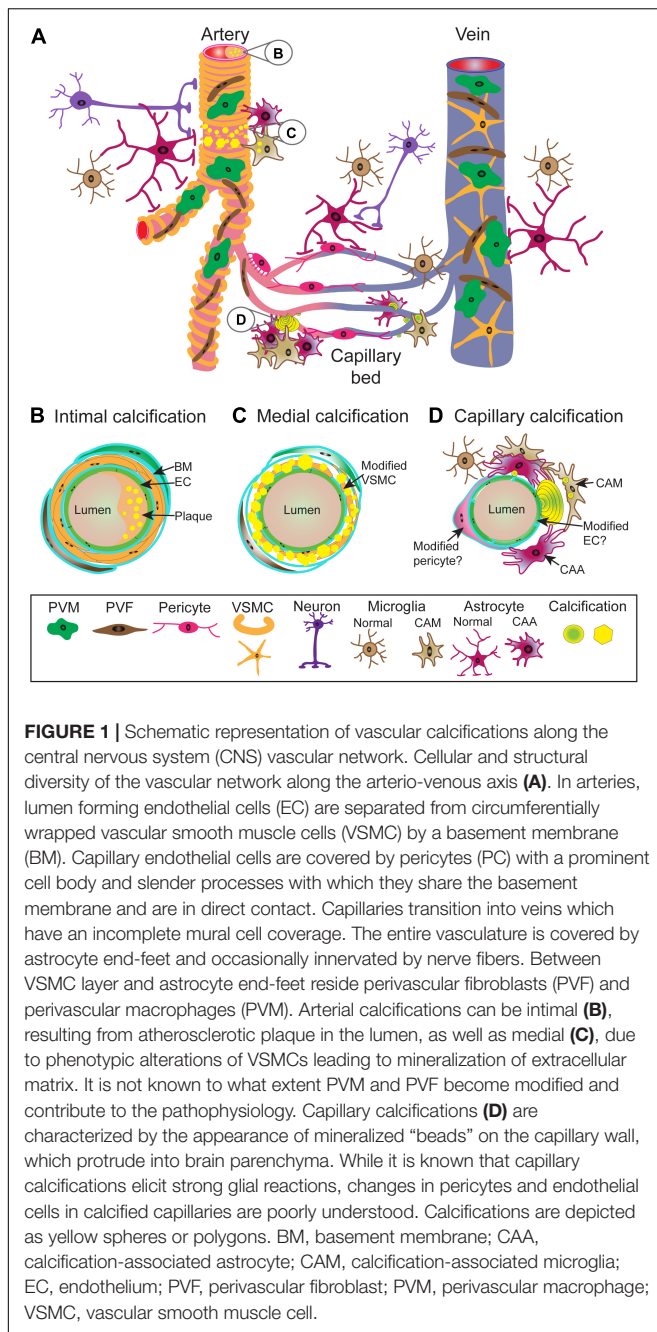 A
Artery
Vein
B
C
D
Capillary
bed
B Intimal calcification
C Medial calcification
D Capillary calcification
BM
EC
Lumen
Plaque
Modified
VSMC
Lumen
CAM
Lumen
Modified
EC?
Modified
pericyte?
CAA
PVM PVF Pericyte VSMC Neuron Microglia Astrocyte Calcification
Normal CAM Normal CAA
FIGURE 1 | Schematic representation of vascular calcifications along the
central nervous system (CNS) vascular network. Cellular and structural
diversity of the vascular network along the arterio-venous axis (A). In arteries,
lumen forming endothelial cells (EC) are separated from circumferentially
wrapped vascular smooth muscle cells (VSMC) by a basement membrane
(BM). Capillary endothelial cells are covered by pericytes (PC) with a prominent
cell body and slender processes with which they share the basement
membrane and are in direct contact. Capillaries transition into veins which
have an incomplete mural cell coverage. The entire vasculature is covered by
astrocyte end-feet and occasionally innervated by nerve fibers. Between
VSMC layer and astrocyte end-feet reside perivascular fibroblasts (PVF) and
perivascular macrophages (PVM). Arterial calcifications can be intimal (B),
resulting from atherosclerotic plaque in the lumen, as well as medial (C), due
to phenotypic alterations of VSMCs leading to mineralization of extracellular
matrix. It is not known to what extent PVM and PVF become modified and
contribute to the pathophysiology. Capillary calcifications (D) are
characterized by the appearance of mineralized “beads” on the capillary wall,
which protrude into brain parenchyma. While it is known that capillary
calcifications elicit strong glial reactions, changes in pericytes and endothelial
cells in calcified capillaries are poorly understood. Calcifications are depicted
as yellow spheres or polygons. BM, basement membrane; CAA,
calcification-associated astrocyte; CAM, calcification-associated microglia;
EC, endothelium; PVF, perivascular fibroblast; PVM, perivascular macrophage;
VSMC, vascular smooth muscle cell.